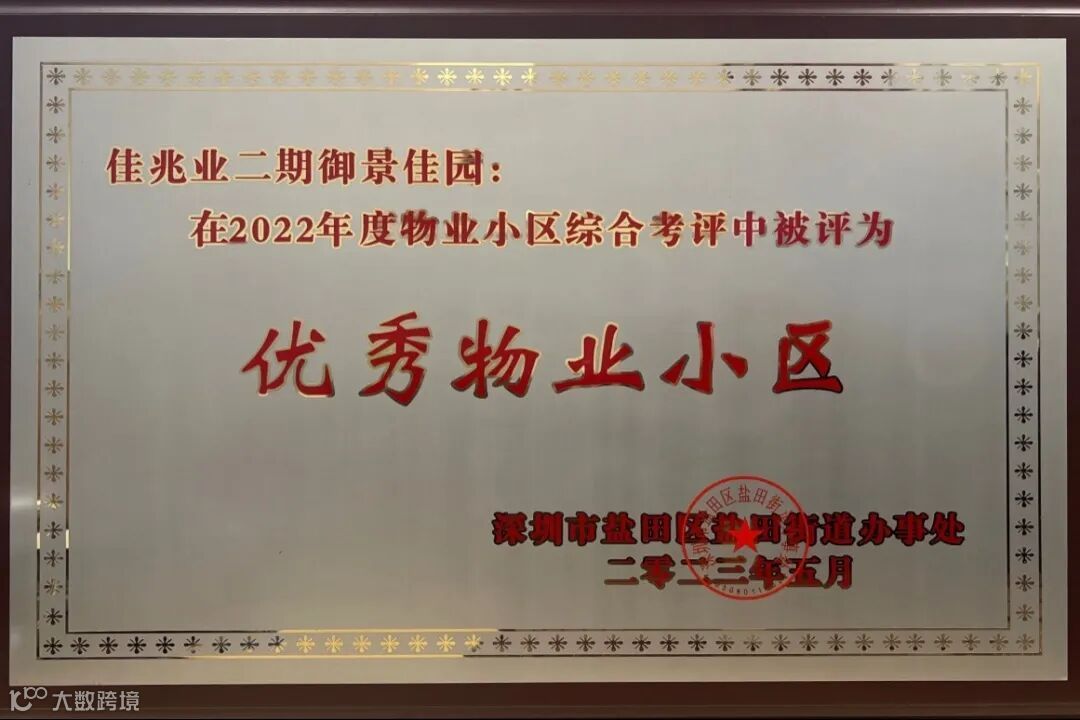 佳兆业二期御景佳园：
在2022年度物业小区综合考评中被评为
优秀物业小区
深圳市盐田区盐田街道办事处
二零二三年五月
大数跨境